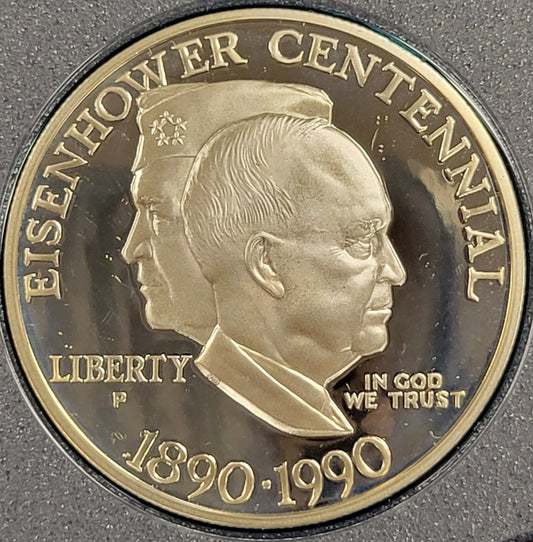 EISENHOWER CENTENNIAL
LIBERTY
P
IN GOD
WE TRUST
1890·1990